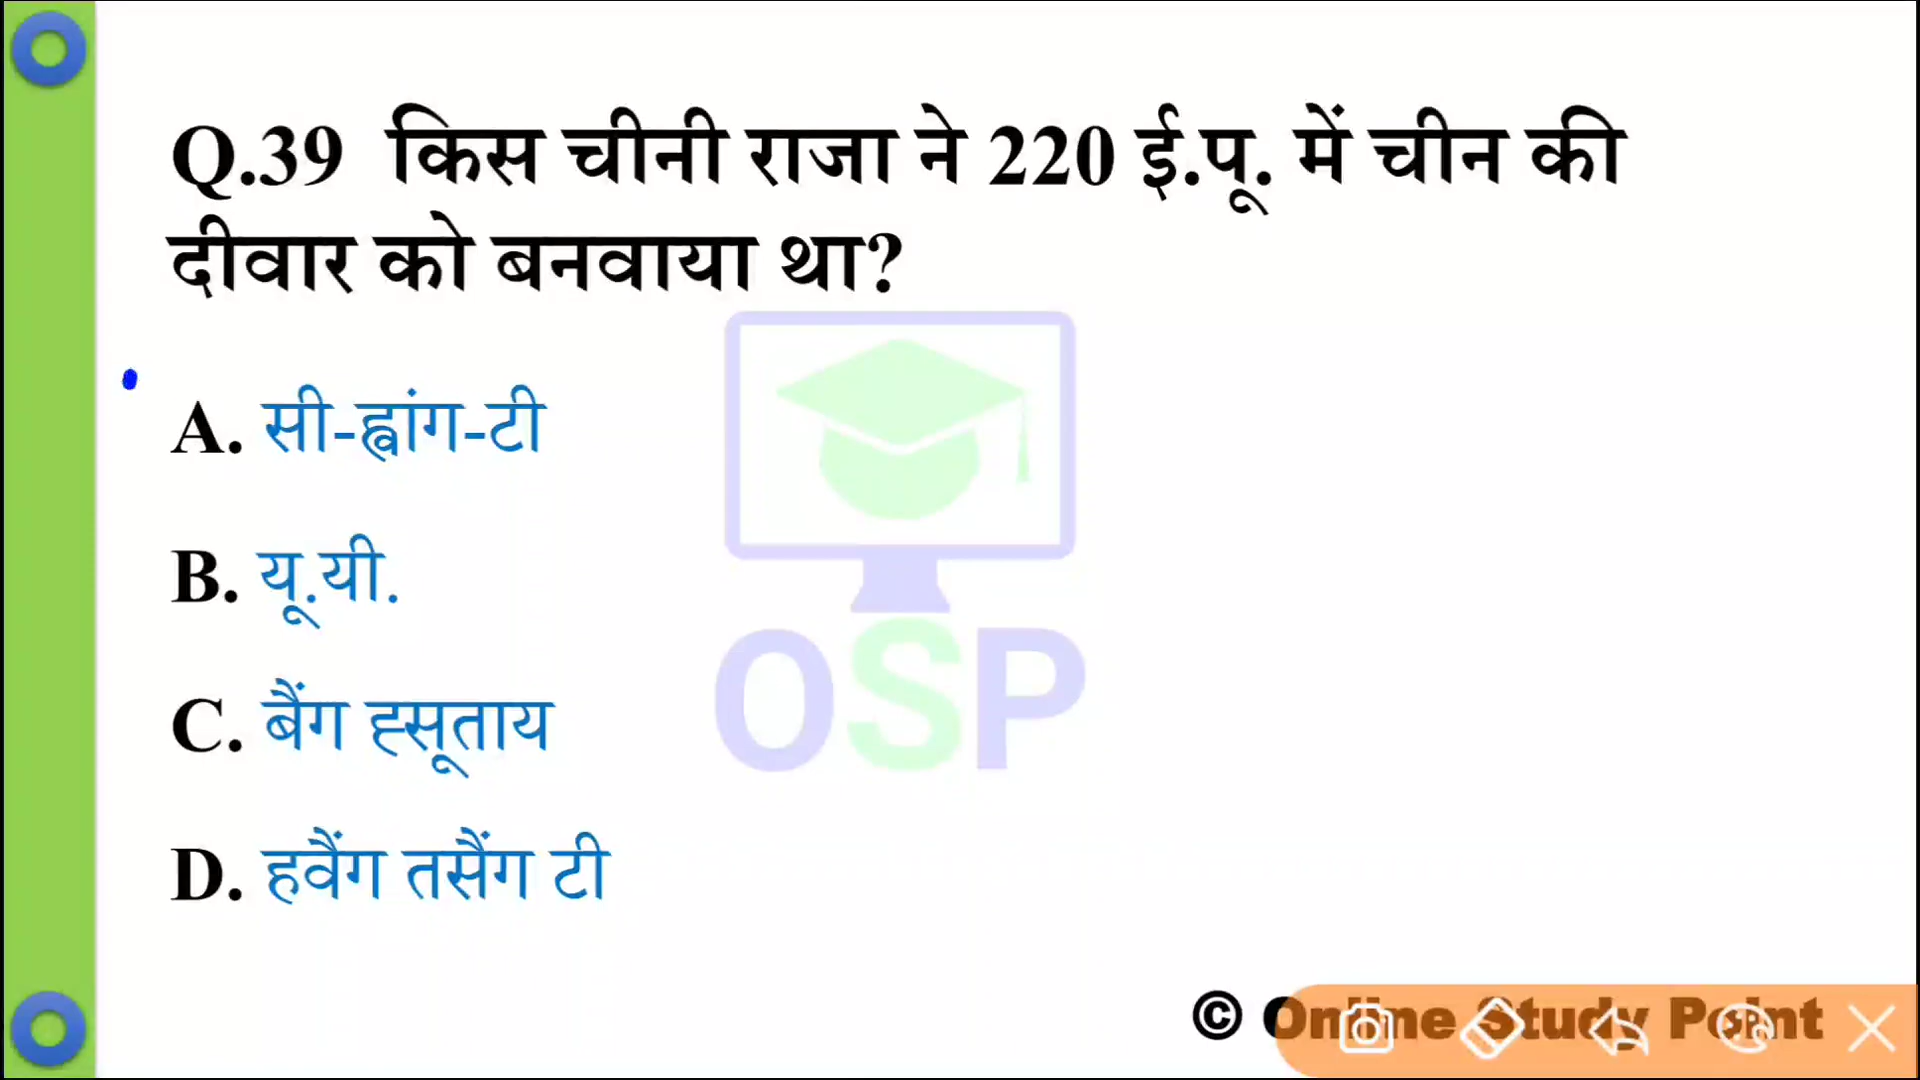 Q.39 किस चीनी राजा ने 220 ई.पू. में चीन की
दीवार को बनवाया था?
A. सी-ह्वांग-टी
B. यू.यी.
C. बैंग ह्सूताय
D. हवैंग तसैंग टी
OSP
© Online Study Point